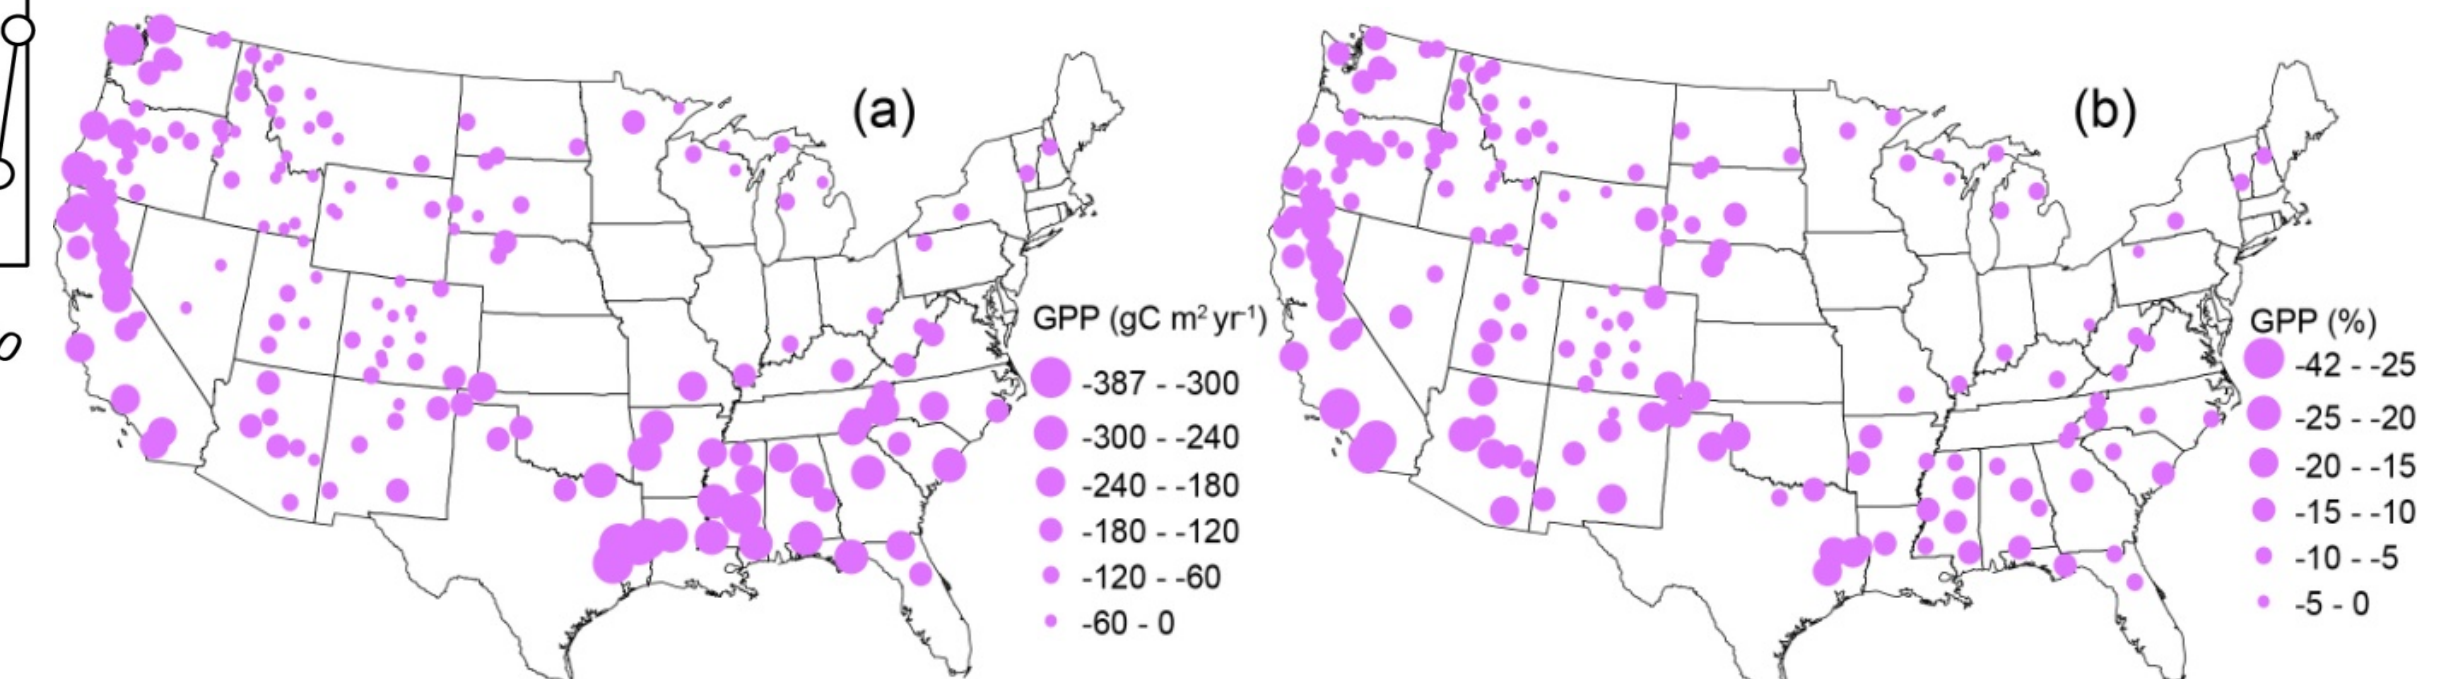 (a)
GPP (gC m² yr⁻¹)
-387 - -300
-300 - -240
-240 - -180
-180 - -120
-120 - -60
-60 - 0
(b)
GPP (%)
-42 - -25
-25 - -20
-20 - -15
-15 - -10
-10 - -5
-5 - 0